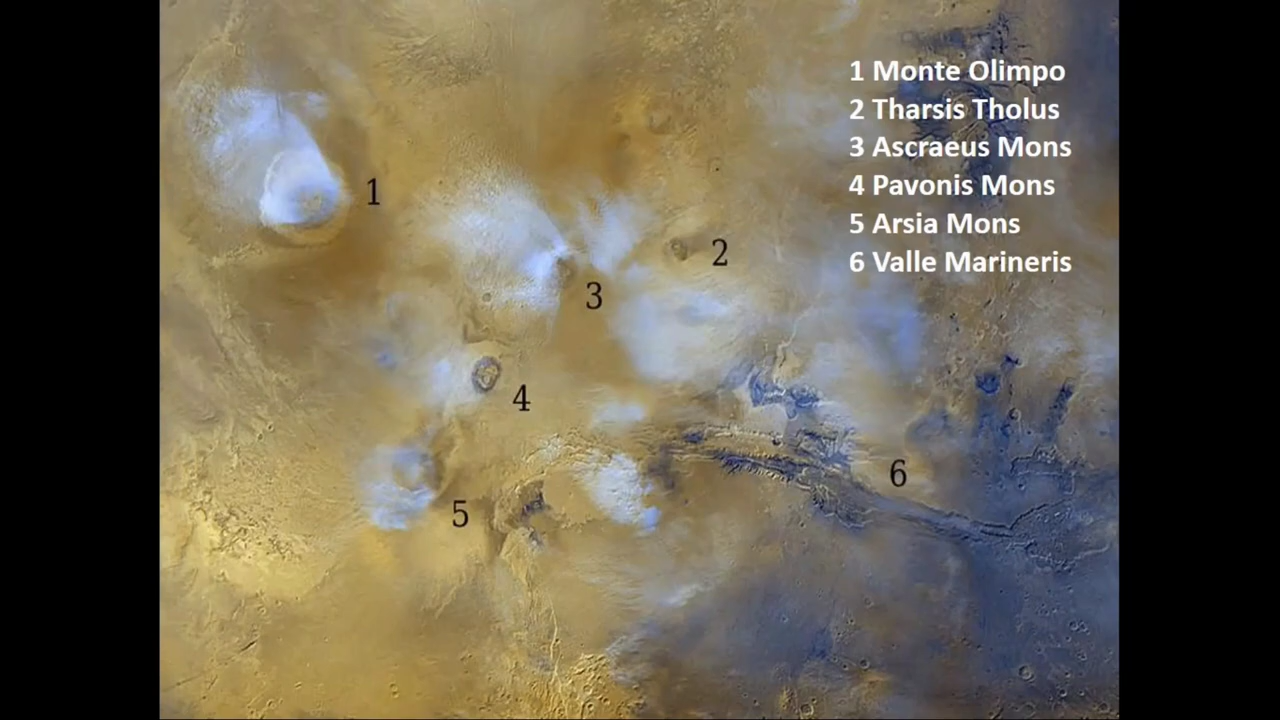 1 Monte Olimpo
2 Tharsis Tholus
3 Ascraeus Mons
4 Pavonis Mons
5 Arsia Mons
6 Valle Marineris
1
2
3
4
5
6